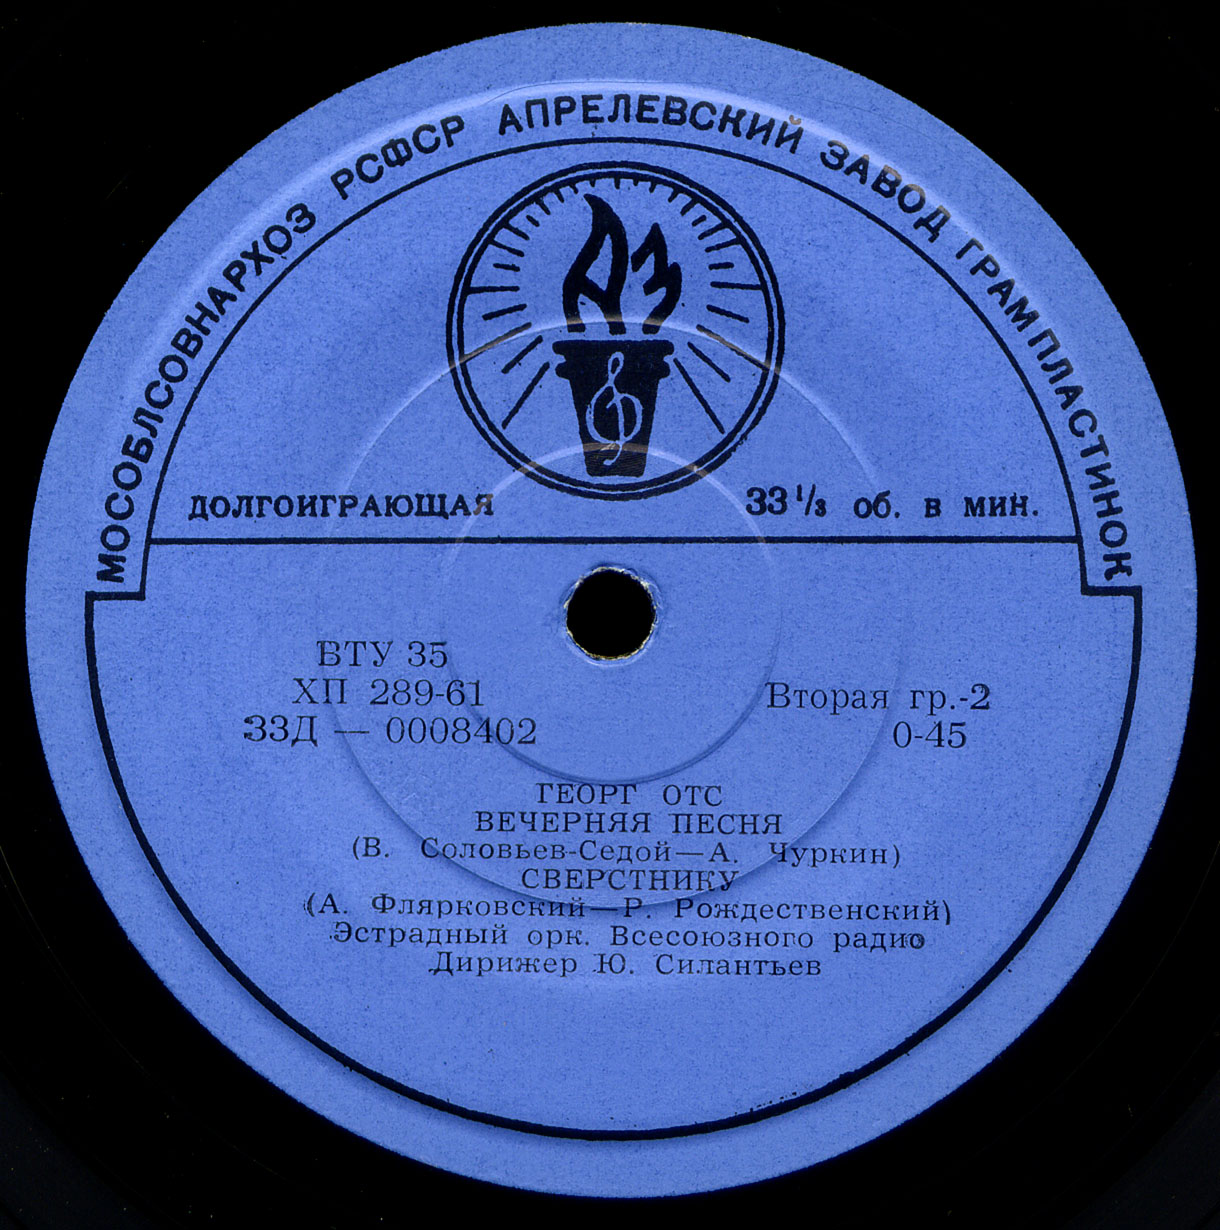 МОСОБЛСОВНАРХОЗ РСФСР АПРЕЛЕВСКИЙ ЗАВОД ГРАМПЛАСТИНОК
АЗ
ДОЛГОИГРАЮЩАЯ 33 1/3 об. в мин.
ВТУ 35
ХП 289-61 Вторая гр.-2
33Д — 0008402 0-45
ГЕОРГ ОТС
ВЕЧЕРНЯЯ ПЕСНЯ
(В. Соловьев-Седой—А. Чуркин)
СВЕРСТНИКУ
(А. Флярковский—Р. Рождественский)
Эстрадный орк. Всесоюзного радио
Дирижер Ю. Силантьев